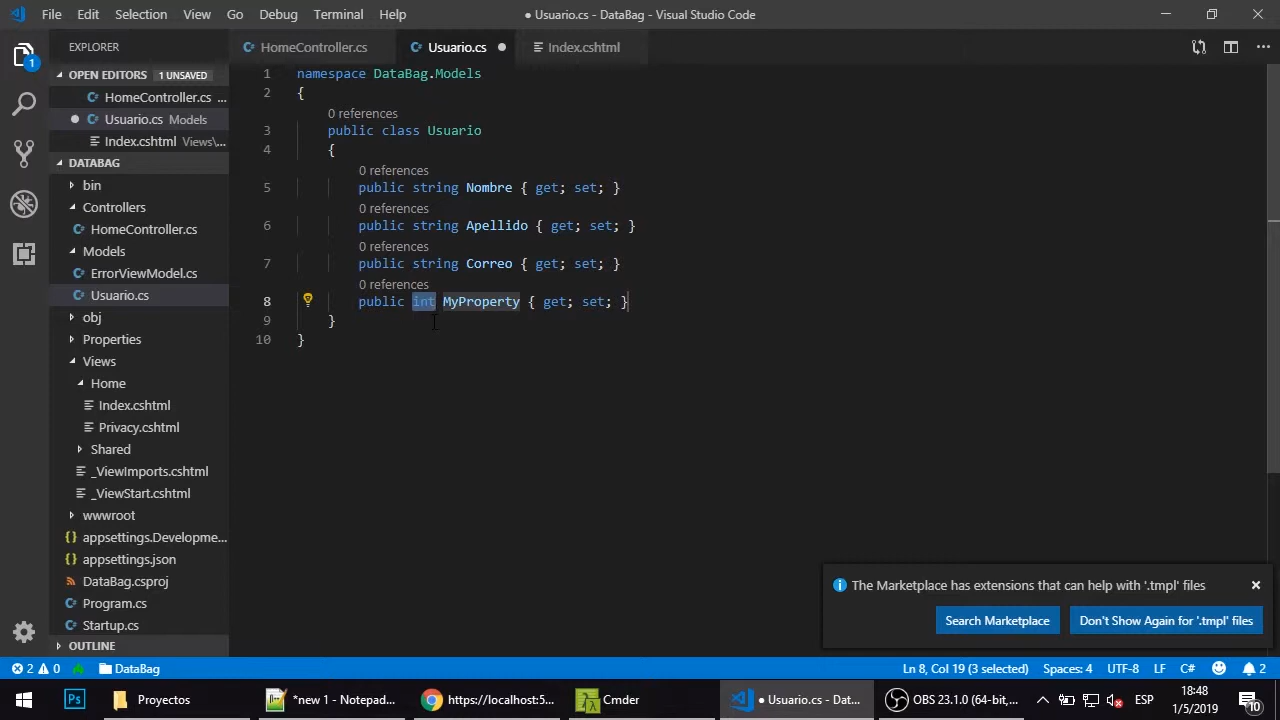 File Edit Selection View Go Debug Terminal Help
● Usuario.cs - DataBag - Visual Studio Code
EXPLORER
HomeController.cs
Usuario.cs
Index.cshtml
OPEN EDITORS 1 UNSAVED
HomeController.cs ...
Usuario.cs Models
Index.cshtml Views\...
DATABAG
bin
Controllers
HomeController.cs
Models
ErrorViewModel.cs
Usuario.cs
obj
Properties
Views
Home
Index.cshtml
Privacy.cshtml
Shared
_ViewImports.cshtml
_ViewStart.cshtml
wwwroot
{} appsettings.Developme...
{} appsettings.json
DataBag.csproj
Program.cs
Startup.cs
OUTLINE
1 namespace DataBag.Models
2 {
0 references
3 public class Usuario
4 {
0 references
5 public string Nombre { get; set; }
0 references
6 public string Apellido { get; set; }
0 references
7 public string Correo { get; set; }
0 references
8 public int MyProperty { get; set; }
9 }
10 }
The Marketplace has extensions that can help with '.tmpl' files
Search Marketplace
Don't Show Again for '.tmpl' files
2 0 DataBag
Ln 8, Col 19 (3 selected) Spaces: 4 UTF-8 LF C# 2
Ps
Proyectos
*new 1 - Notepad...
https://localhost:5...
Cmder
● Usuario.cs - Dat...
OBS 23.1.0 (64-bit,...
ESP
18:48
1/5/2019
10
1